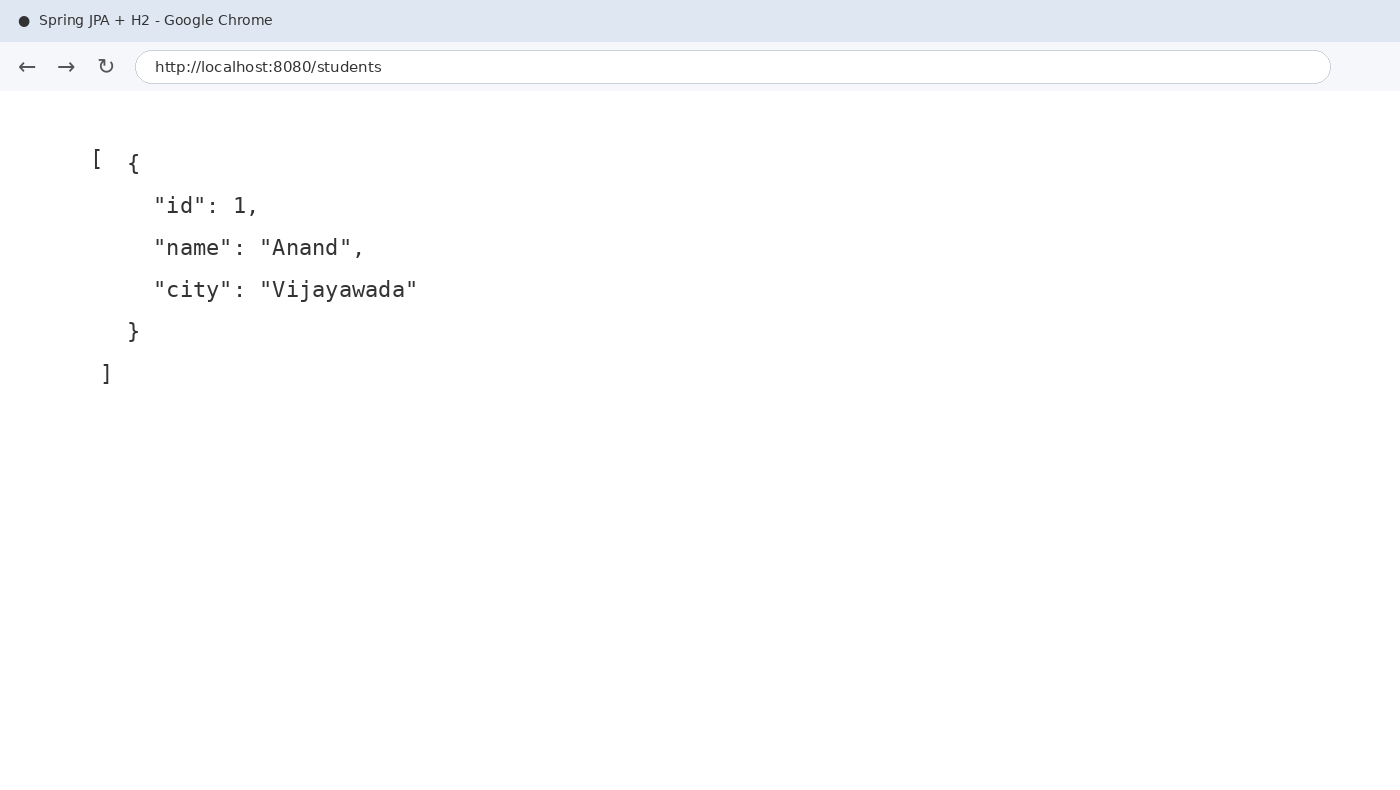 ● Spring JPA + H2 - Google Chrome
← → ↻ http://localhost:8080/students
[ {
"id": 1,
"name": "Anand",
"city": "Vijayawada"
}
]